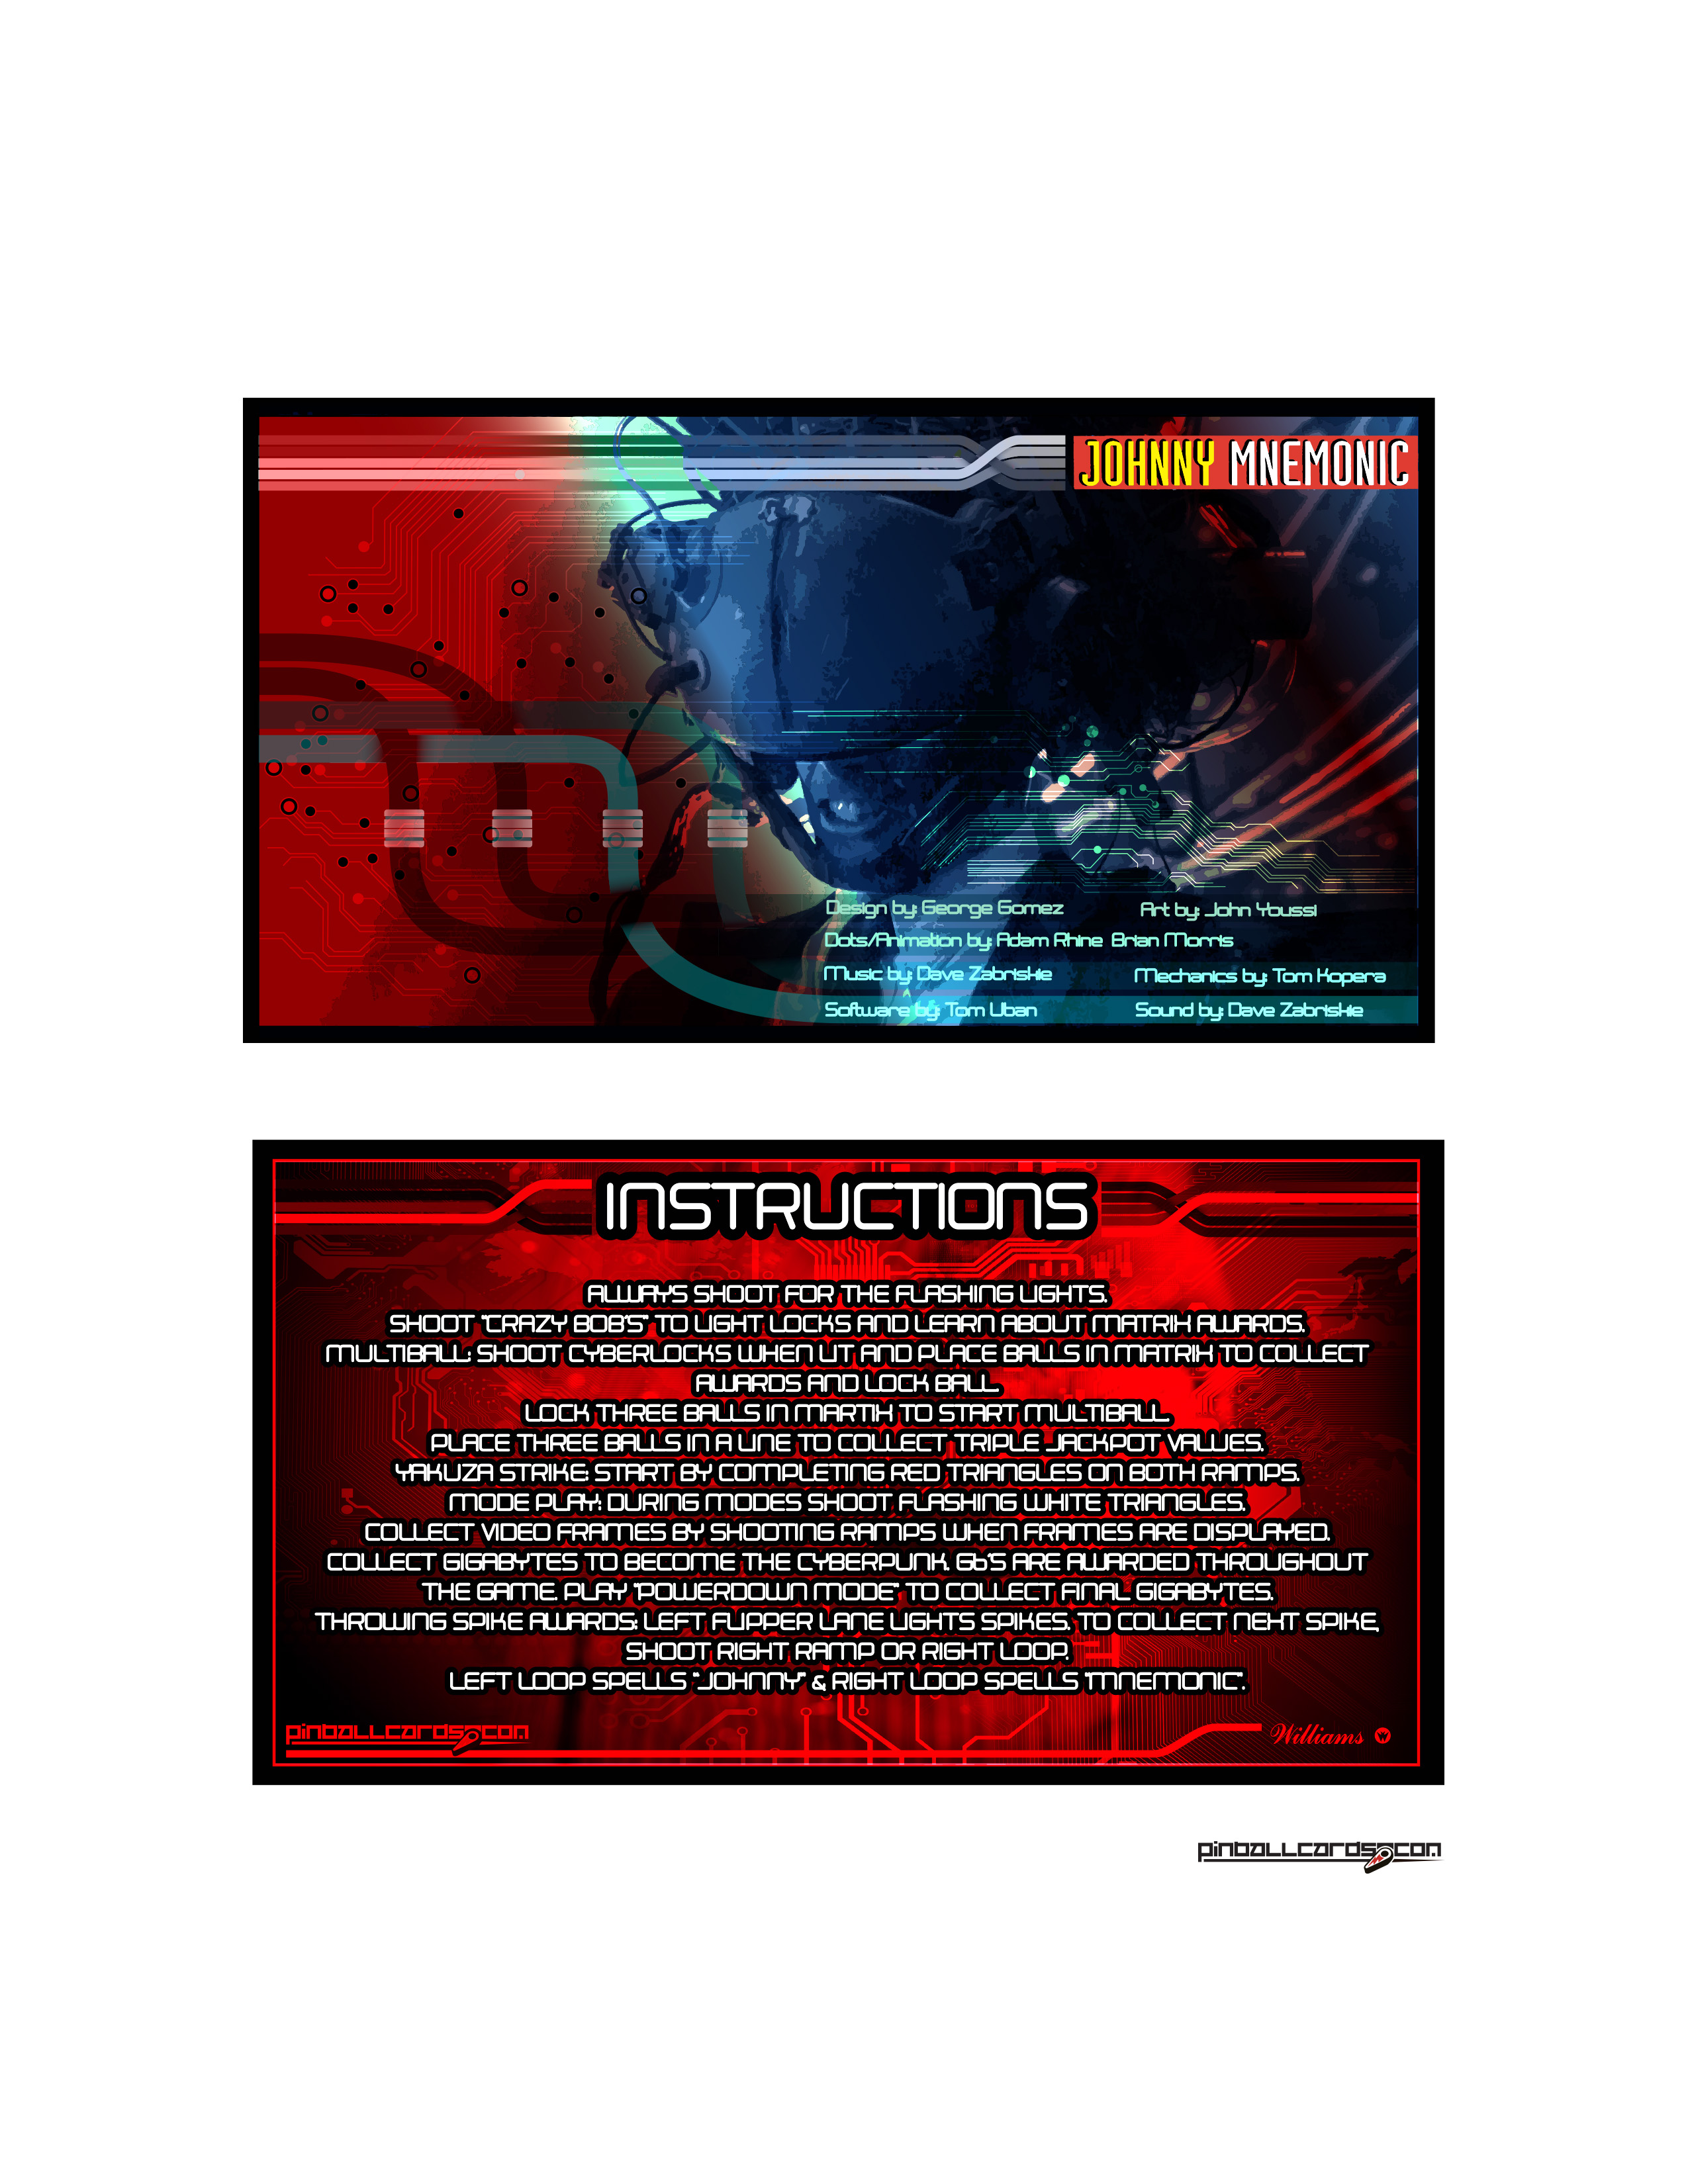 JOHNNY MNEMONIC
Design by: George Gomez Art by: John Youssi
Dots/Animation by: Adam Rhine Brian Morris
Music by: Dave Zabriskie Mechanics by: Tom Kopera
Software by: Tom Uban Sound by: Dave Zabriskie
INSTRUCTIONS
ALWAYS SHOOT FOR THE FLASHING LIGHTS.
SHOOT "CRAZY BOB'S" TO LIGHT LOCKS AND LEARN ABOUT MATRIX AWARDS.
MULTIBALL: SHOOT CYBERLOCKS WHEN LIT AND PLACE BALLS IN MATRIX TO COLLECT
AWARDS AND LOCK BALL.
LOCK THREE BALLS IN MARTIX TO START MULTIBALL.
PLACE THREE BALLS IN A LINE TO COLLECT TRIPLE JACKPOT VALUES.
YAKUZA STRIKE: START BY COMPLETING RED TRIANGLES ON BOTH RAMPS.
MODE PLAY: DURING MODES SHOOT FLASHING WHITE TRIANGLES.
COLLECT VIDEO FRAMES BY SHOOTING RAMPS WHEN FRAMES ARE DISPLAYED.
COLLECT GIGABYTES TO BECOME THE CYBERPUNK. Gb'S ARE AWARDED THROUGHOUT
THE GAME. PLAY "POWERDOWN MODE" TO COLLECT FINAL GIGABYTES.
THROWING SPIKE AWARDS: LEFT FLIPPER LANE LIGHTS SPIKES. TO COLLECT NEXT SPIKE,
SHOOT RIGHT RAMP OR RIGHT LOOP.
LEFT LOOP SPELLS "JOHNNY" & RIGHT LOOP SPELLS "MNEMONIC".
pinballcards.com Williams W
pinballcards.com